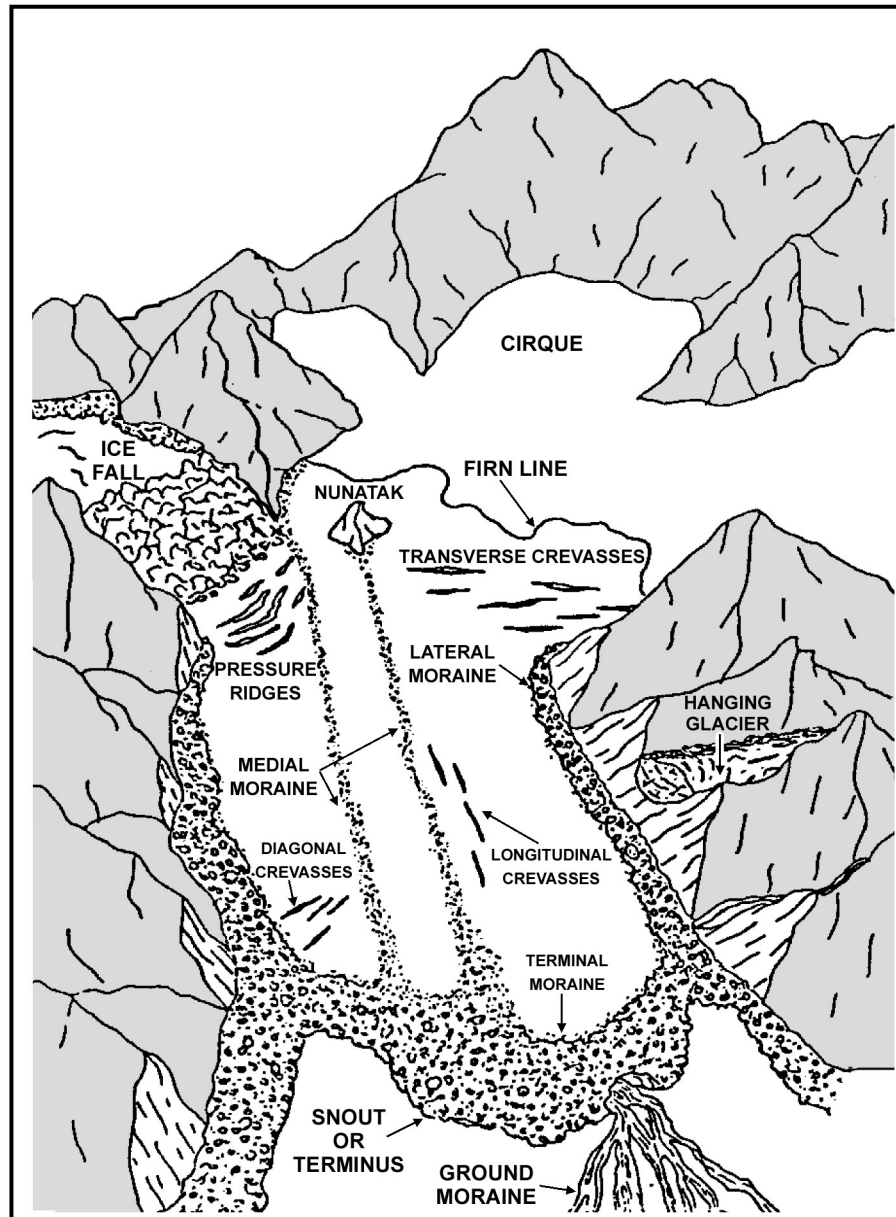 CIRQUE
ICE
FALL
FIRN LINE
NUNATAK
TRANSVERSE CREVASSES
PRESSURE
RIDGES
LATERAL
MORAINE
HANGING
GLACIER
MEDIAL
MORAINE
DIAGONAL
CREVASSES
LONGITUDINAL
CREVASSES
TERMINAL
MORAINE
SNOUT
OR
TERMINUS
GROUND
MORAINE